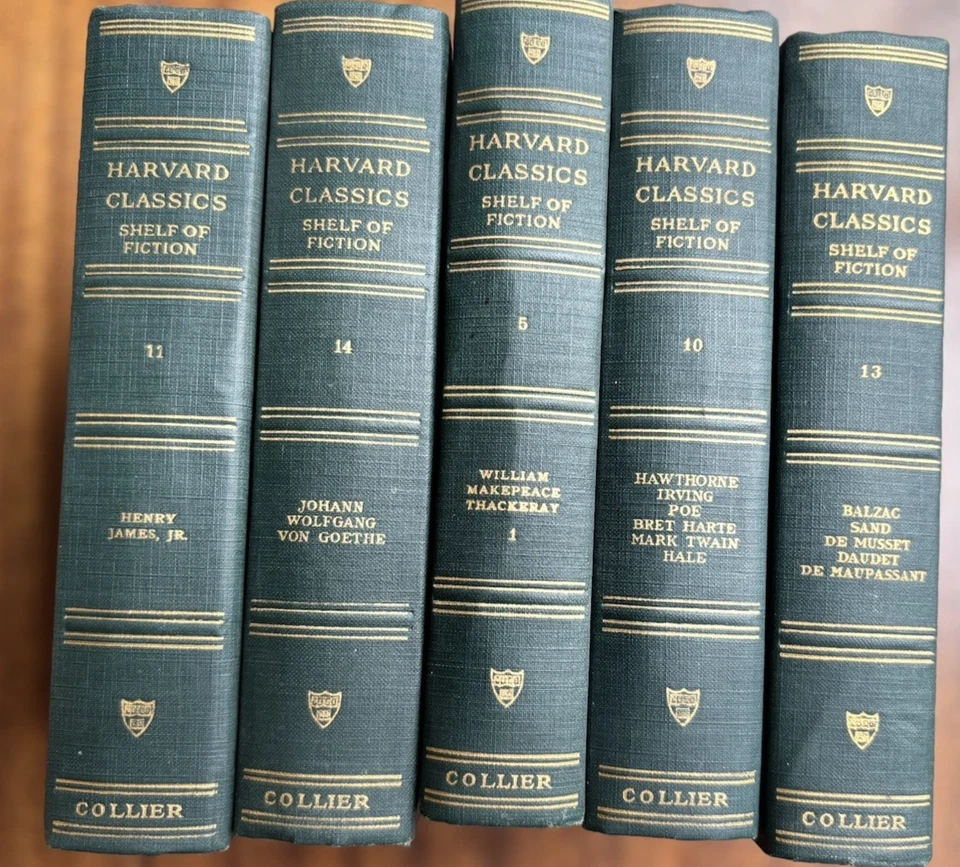 HARVARD
CLASSICS
SHELF OF
FICTION
11
HENRY
JAMES, JR.
COLLIER
HARVARD
CLASSICS
SHELF OF
FICTION
14
JOHANN
WOLFGANG
VON GOETHE
COLLIER
HARVARD
CLASSICS
SHELF OF
FICTION
5
WILLIAM
MAKEPEACE
THACKERAY
1
COLLIER
HARVARD
CLASSICS
SHELF OF
FICTION
10
HAWTHORNE
IRVING
POE
BRET HARTE
MARK TWAIN
HALE
COLLIER
HARVARD
CLASSICS
SHELF OF
FICTION
13
BALZAC
SAND
DE MUSSET
DAUDET
DE MAUPASSANT
COLLIER